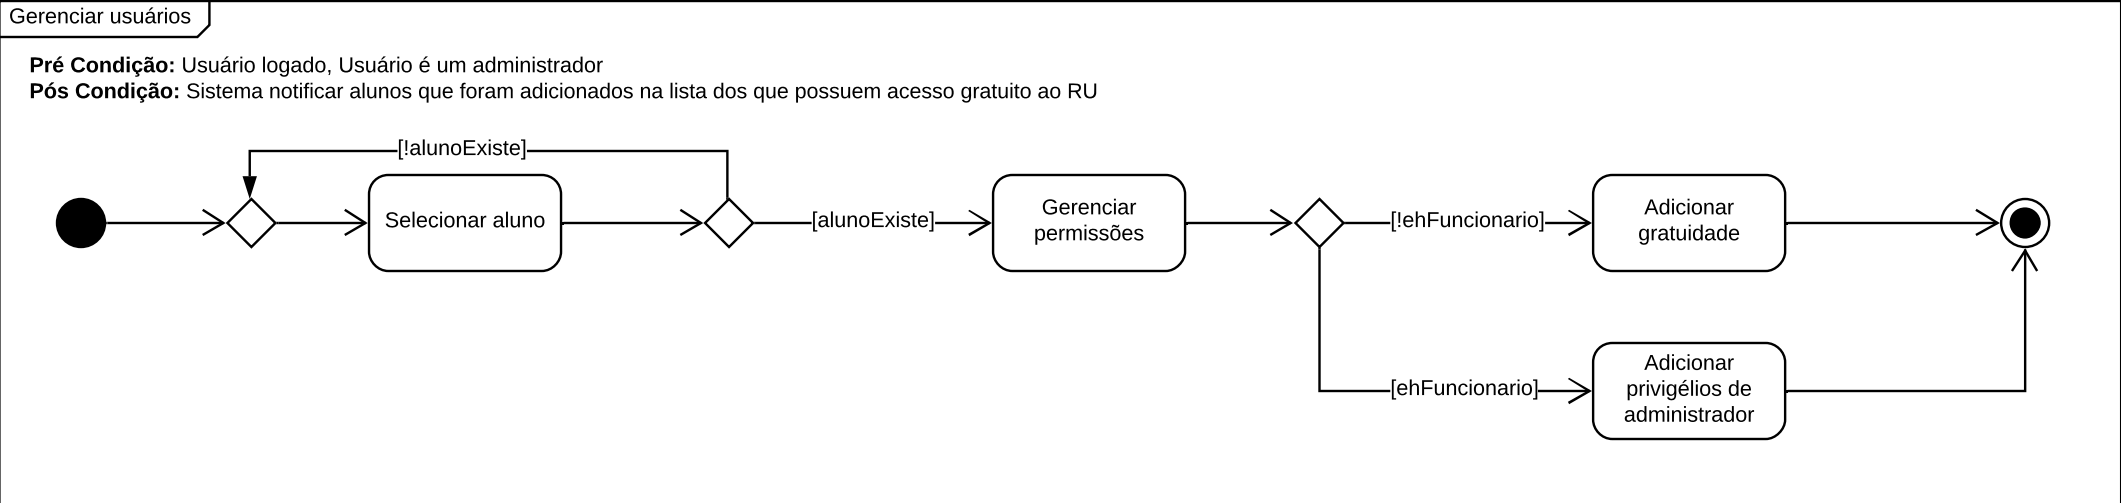 Gerenciar usuários
Pré Condição: Usuário logado, Usuário é um administrador
Pós Condição: Sistema notificar alunos que foram adicionados na lista dos que possuem acesso gratuito ao RU
[!alunoExiste]
Selecionar aluno
[alunoExiste]
Gerenciar
permissões
[!ehFuncionario]
Adicionar
gratuidade
[ehFuncionario]
Adicionar
privigélios de
administrador